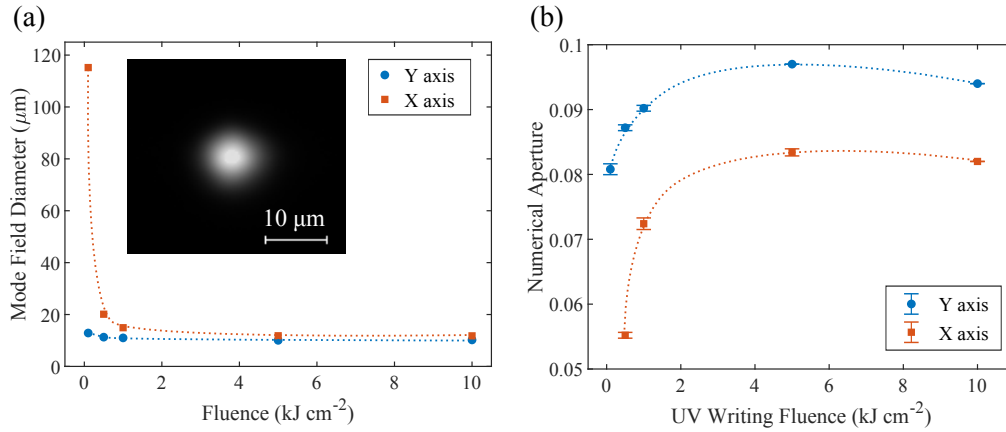 (a)
Mode Field Diameter (μm)
120
100
80
60
40
20
0
0 2 4 6 8 10
Fluence (kJ cm⁻²)
10 μm
Y axis
X axis
(b)
Numerical Aperture
0.1
0.09
0.08
0.07
0.06
0.05
0 2 4 6 8 10
UV Writing Fluence (kJ cm⁻²)
Y axis
X axis